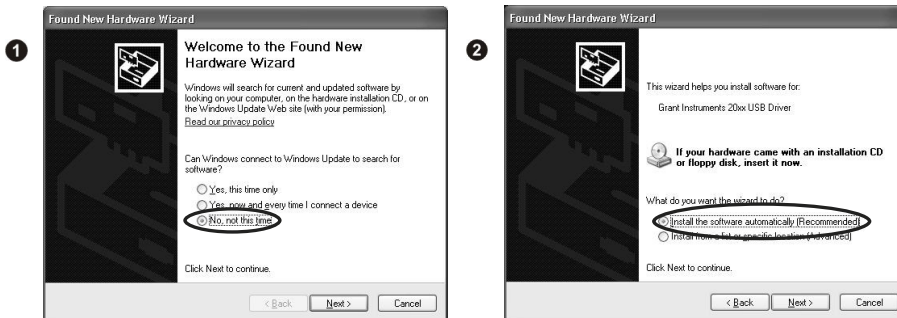 1
Found New Hardware Wizard
Welcome to the Found New
Hardware Wizard
Windows will search for current and updated software by
looking on your computer, on the hardware installation CD, or on
the Windows Update Web site (with your permission).
Read our privacy policy
Can Windows connect to Windows Update to search for
software?
Yes, this time only
Yes, now and every time I connect a device
No, not this time
Click Next to continue.
< Back
Next >
Cancel
2
Found New Hardware Wizard
This wizard helps you install software for:
Grant Instruments 20xx USB Driver
If your hardware came with an installation CD
or floppy disk, insert it now.
What do you want the wizard to do?
Install the software automatically (Recommended)
Install from a list or specific location (Advanced)
Click Next to continue.
< Back
Next >
Cancel